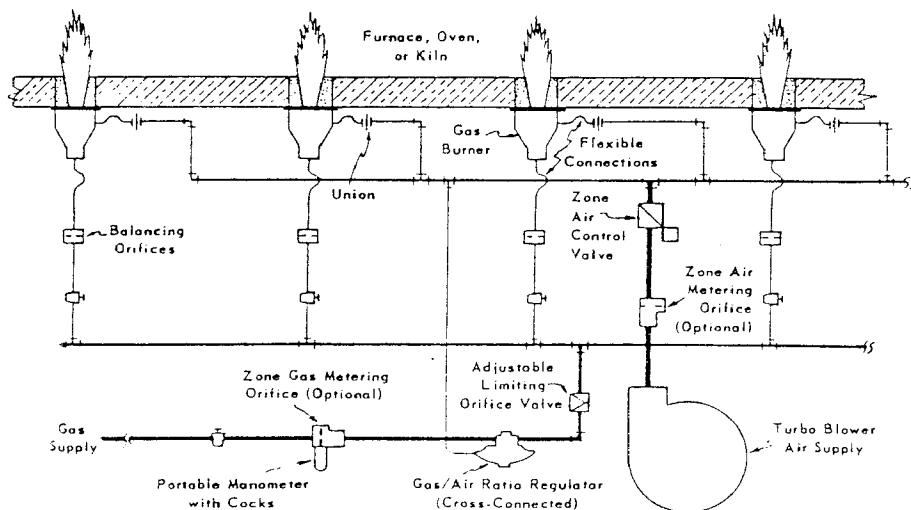 Furnace, Oven,
or Kiln
Gas
Burner
Flexible
Connections
Union
Balancing
Orifices
Zone
Air
Control
Valve
Zone Air
Metering
Orifice
(Optional)
Zone Gas Metering
Orifice (Optional)
Adjustable
Limiting
Orifice Valve
Gas
Supply
Turbo Blower
Air Supply
Portable Manometer
with Cocks
Gas/Air Ratio Regulator
(Cross-Connected)